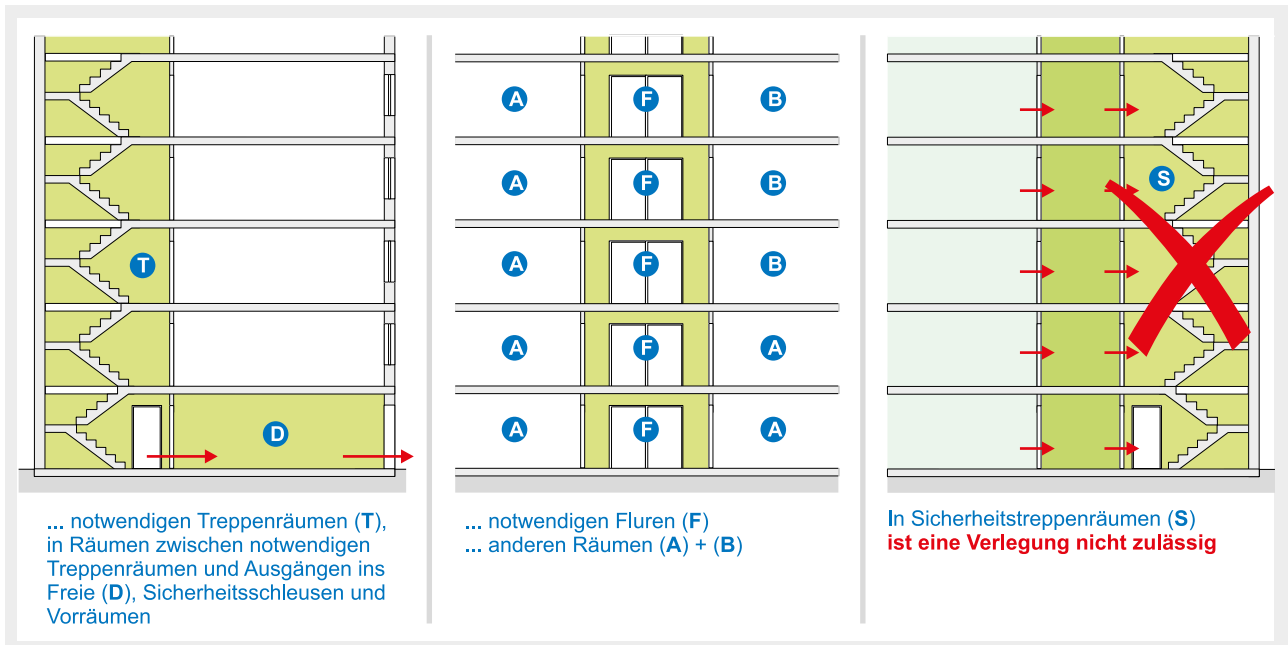 T
D
... notwendigen Treppenräumen (T),
in Räumen zwischen notwendigen
Treppenräumen und Ausgängen ins
Freie (D), Sicherheitsschleusen und
Vorräumen
A F B
A F B
A F B
A F A
A F A
... notwendigen Fluren (F)
... anderen Räumen (A) + (B)
S
In Sicherheitstreppenräumen (S)
ist eine Verlegung nicht zulässig